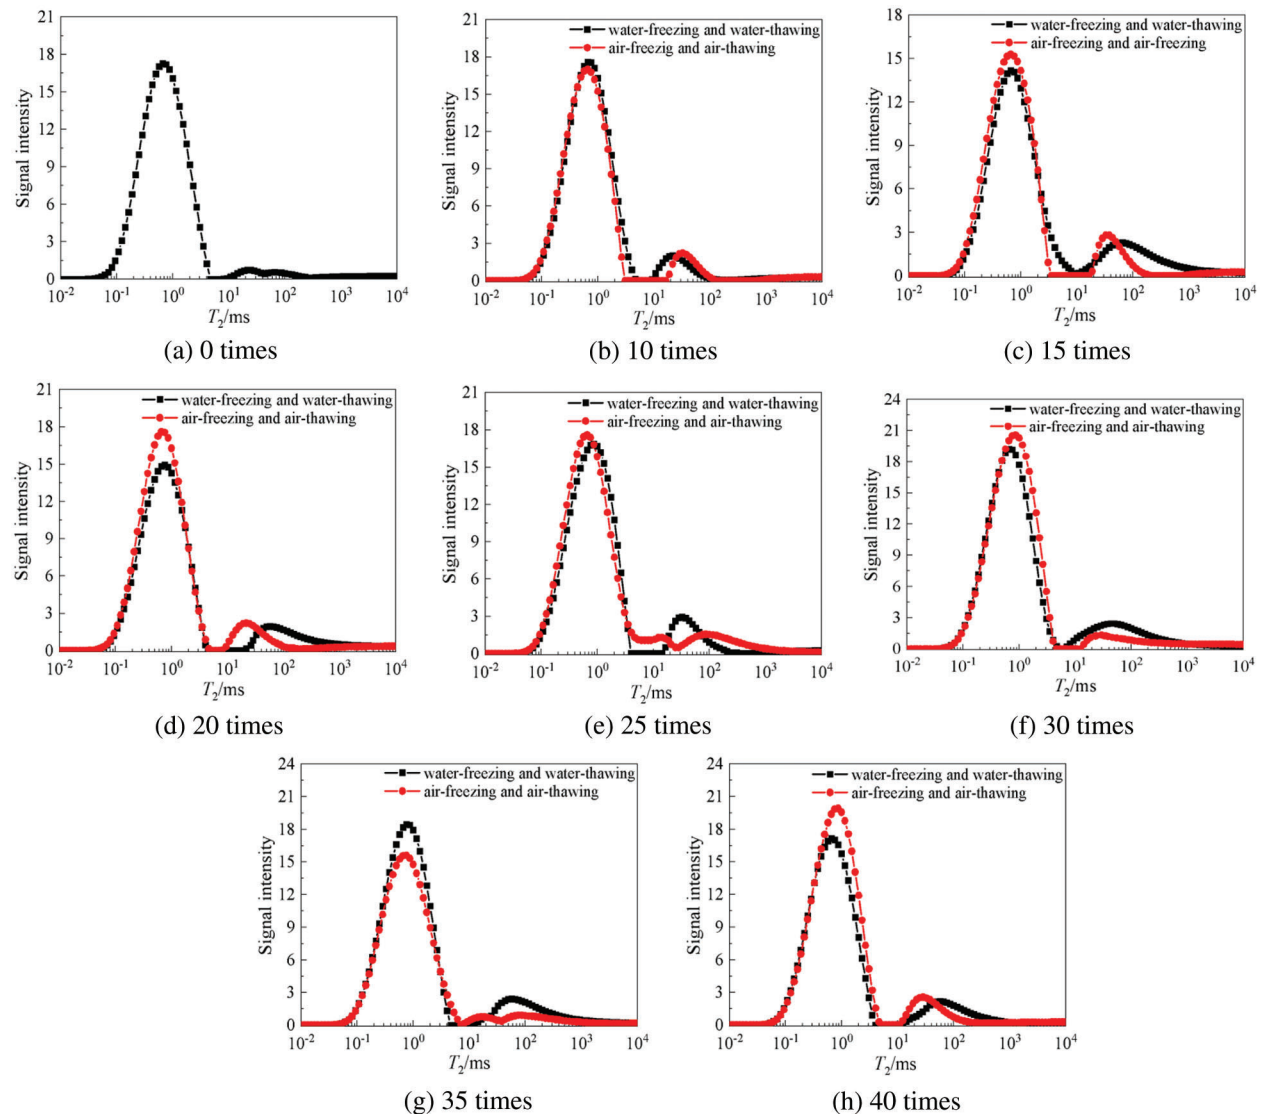 21
18
15
12
9
6
3
0
Signal intensity
10-2 10-1 100 101 102 103 104
T2/ms
(a) 0 times
21
18
15
12
9
6
3
0
Signal intensity
water-freezing and water-thawing
air-freezig and air-thawing
10-2 10-1 100 101 102 103 104
T2/ms
(b) 10 times
18
15
12
9
6
3
0
Signal intensity
water-freezing and water-thawing
air-freezing and air-freezing
10-2 10-1 100 101 102 103 104
T2/ms
(c) 15 times
21
18
15
12
9
6
3
0
Signal intensity
water-freezing and water-thawing
air-freezing and air-thawing
10-2 10-1 100 101 102 103 104
T2/ms
(d) 20 times
21
18
15
12
9
6
3
0
Signal intensity
water-freezing and water-thawing
air-freezing and air-thawing
10-2 10-1 100 101 102 103 104
T2/ms
(e) 25 times
24
21
18
15
12
9
6
3
0
Signal intensity
water-freezing and water-thawing
air-freezing and air-thawing
10-2 10-1 100 101 102 103 104
T2/ms
(f) 30 times
24
21
18
15
12
9
6
3
0
Signal intensity
water-freezing and water-thawing
air-freezing and air-thawing
10-2 10-1 100 101 102 103 104
T2/ms
(g) 35 times
24
21
18
15
12
9
6
3
0
Signal intensity
water-freezing and water-thawing
air-freezing and air-thawing
10-2 10-1 100 101 102 103 104
T2/ms
(h) 40 times